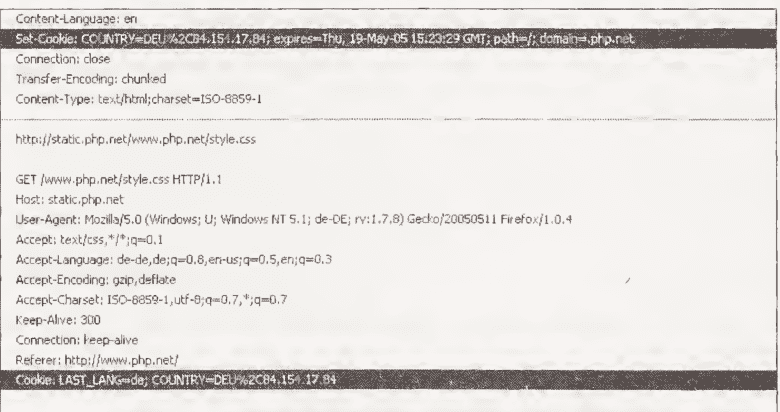 Content-Language: en
Set-Cookie: COUNTRY=DEU%2C84.154.17.84; expires=Thu, 19-May-05 15:23:29 GMT; path=/; domain=.php.net
Connection: close
Transfer-Encoding: chunked
Content-Type: text/html;charset=ISO-8859-1
http://static.php.net/www.php.net/style.css
GET /www.php.net/style.css HTTP/1.1
Host: static.php.net
User-Agent: Mozilla/5.0 (Windows; U; Windows NT 5.1; de-DE; rv:1.7.8) Gecko/20050511 Firefox/1.0.4
Accept: text/css,*/*;q=0.1
Accept-Language: de-de,de;q=0.8,en-us;q=0.5,en;q=0.3
Accept-Encoding: gzip,deflate
Accept-Charset: ISO-8859-1,utf-8;q=0.7,*;q=0.7
Keep-Alive: 300
Connection: keep-alive
Referer: http://www.php.net/
Cookie: LAST_LANG=de; COUNTRY=DEU%2C84.154.17.84